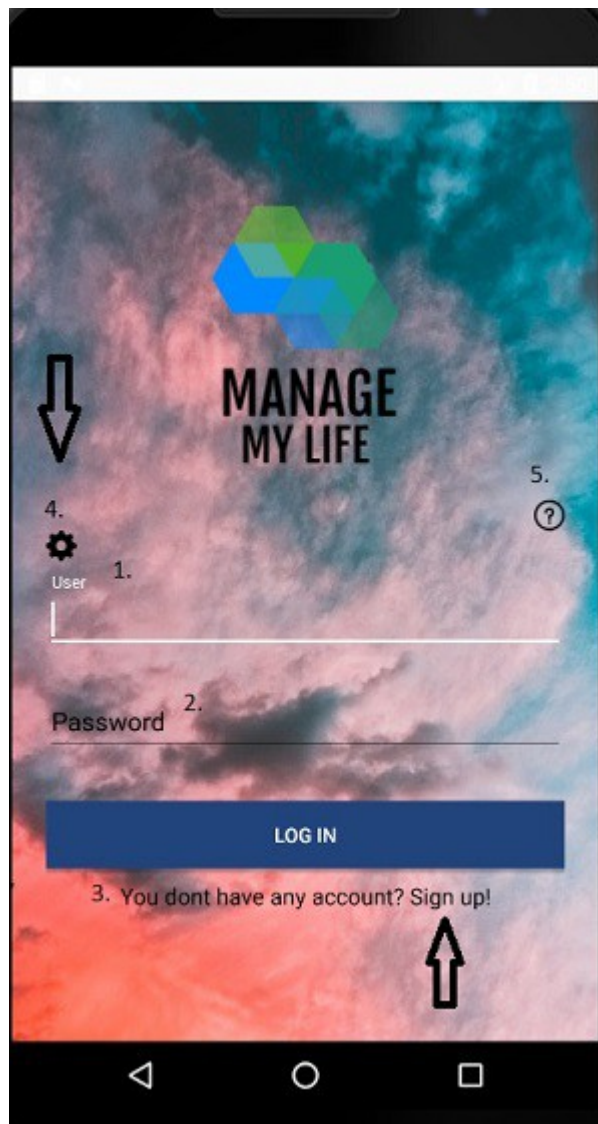 MANAGE
MY LIFE
5.
4.
?
User 1.
2.
Password
LOG IN
3. You dont have any account? Sign up!